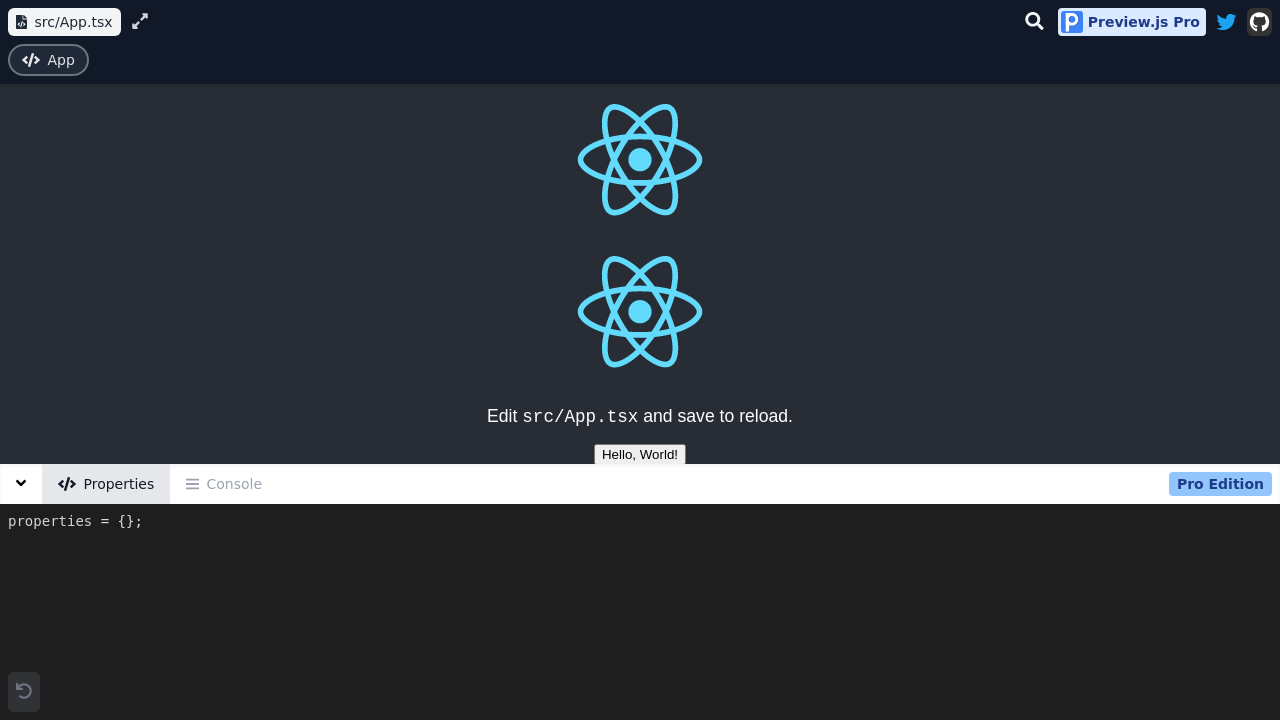 src/App.tsx
Preview.js Pro
App
Edit src/App.tsx and save to reload.
Hello, World!
Properties
Console
Pro Edition
properties = {};